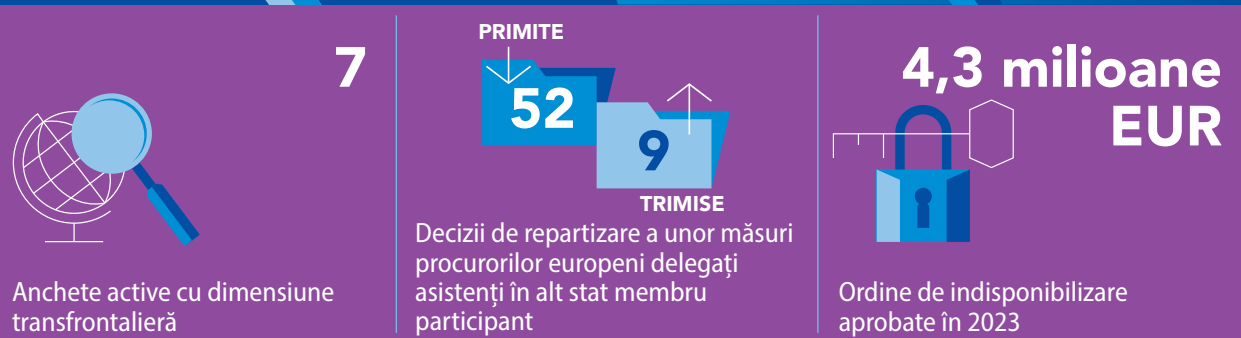 7
Anchete active cu dimensiune
transfrontalieră
PRIMITE
52
9
TRIMISE
Decizii de repartizare a unor măsuri
procurorilor europeni delegați
asistenți în alt stat membru
participant
4,3 milioane
EUR
Ordine de indisponibilizare
aprobate în 2023